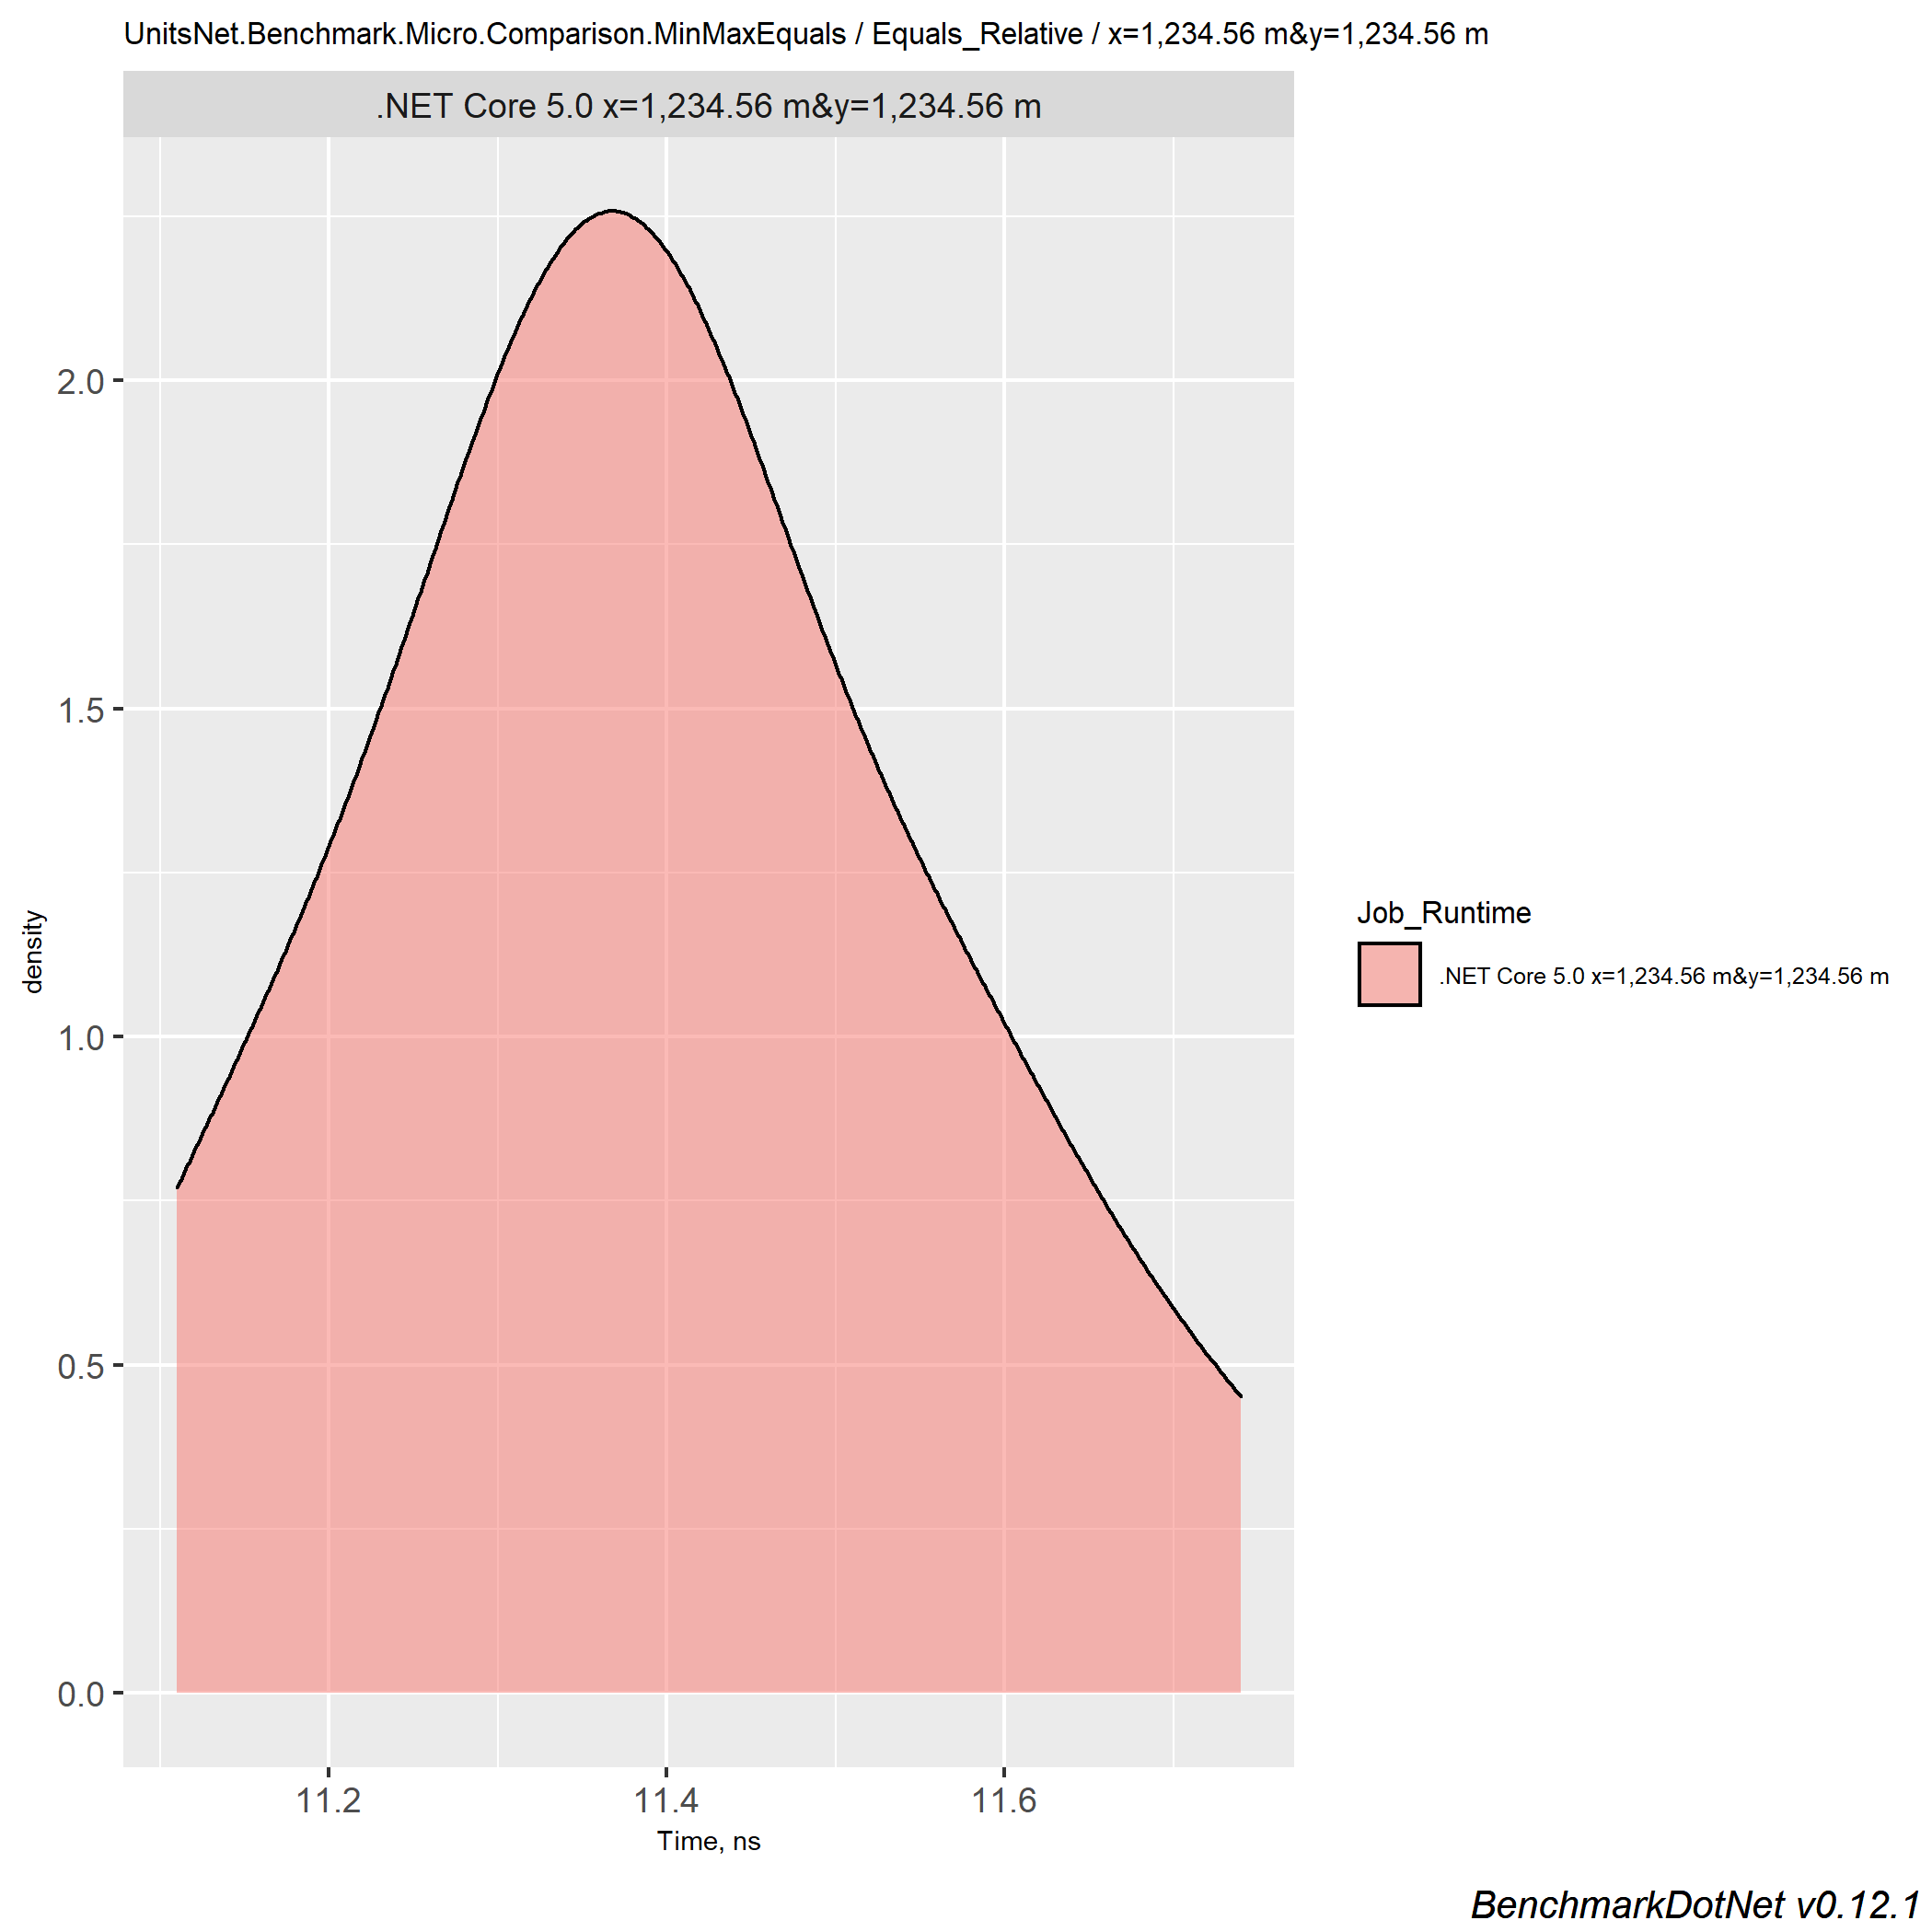 UnitsNet.Benchmark.Micro.Comparison.MinMaxEquals / Equals_Relative / x=1,234.56 m&y=1,234.56 m
.NET Core 5.0 x=1,234.56 m&y=1,234.56 m
2.0
1.5
1.0
0.5
0.0
density
11.2 11.4 11.6
Time, ns
Job_Runtime
.NET Core 5.0 x=1,234.56 m&y=1,234.56 m
BenchmarkDotNet v0.12.1